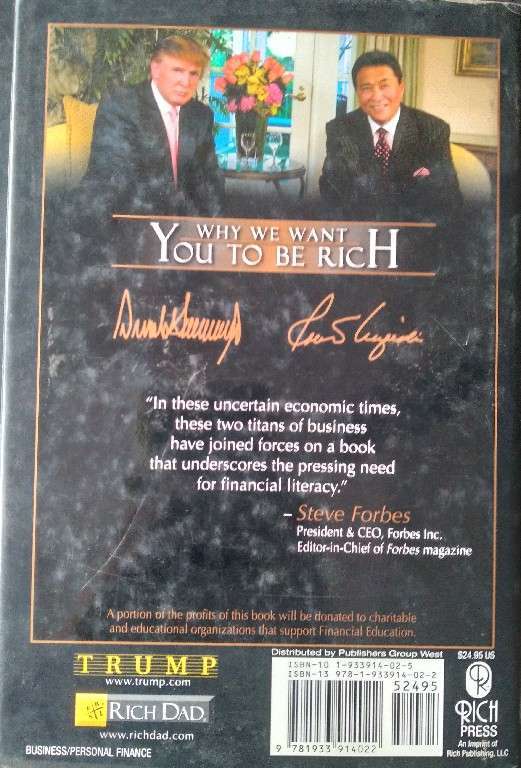 WHY WE WANT
YOU TO BE RICH
"In these uncertain economic times,
these two titans of business
have joined forces on a book
that underscores the pressing need
for financial literacy."
– Steve Forbes
President & CEO, Forbes Inc.
Editor-in-Chief of Forbes magazine
A portion of the profits of this book will be donated to charitable
and educational organizations that support Financial Education.
TRUMP
www.trump.com
RICH DAD.
www.richdad.com
BUSINESS/PERSONAL FINANCE
Distributed by Publishers Group West
ISBN-10 1-933914-02-5
ISBN-13 978-1-933914-02-2
52495
9 781933 914022
$24.95 US
RICH
PRESS
An Imprint of
Rich Publishing, LLC